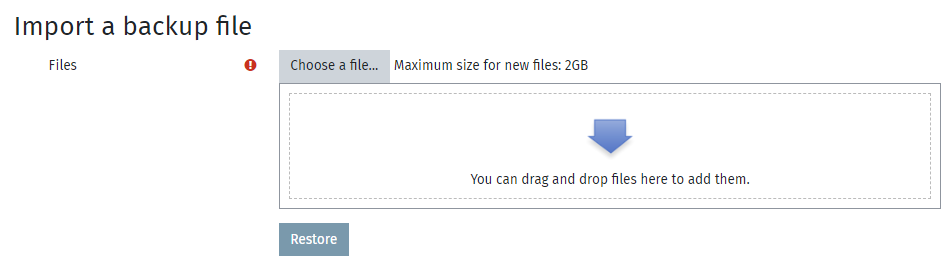 Import a backup file
Files
Choose a file... Maximum size for new files: 2GB
You can drag and drop files here to add them.
Restore